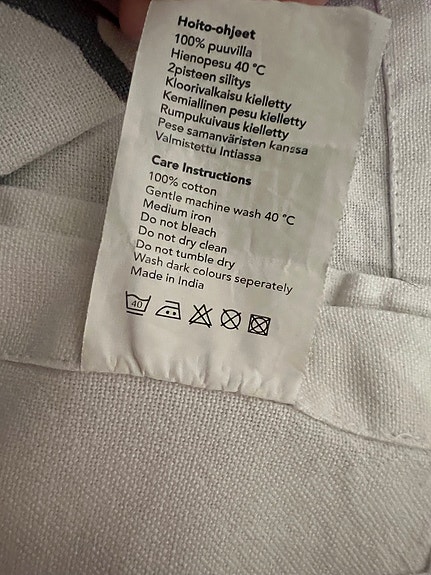 Hoito-ohjeet
100% puuvilla
Hienopesu 40 °C
2pisteen silitys
Kloorivalkaisu kielletty
Kemiallinen pesu kielletty
Rumpukuivaus kielletty
Pese samanväristen kanssa
Valmistettu Intiassa
Care Instructions
100% cotton
Gentle machine wash 40 °C
Medium iron
Do not bleach
Do not dry clean
Do not tumble dry
Wash dark colours seperately
Made in India
40